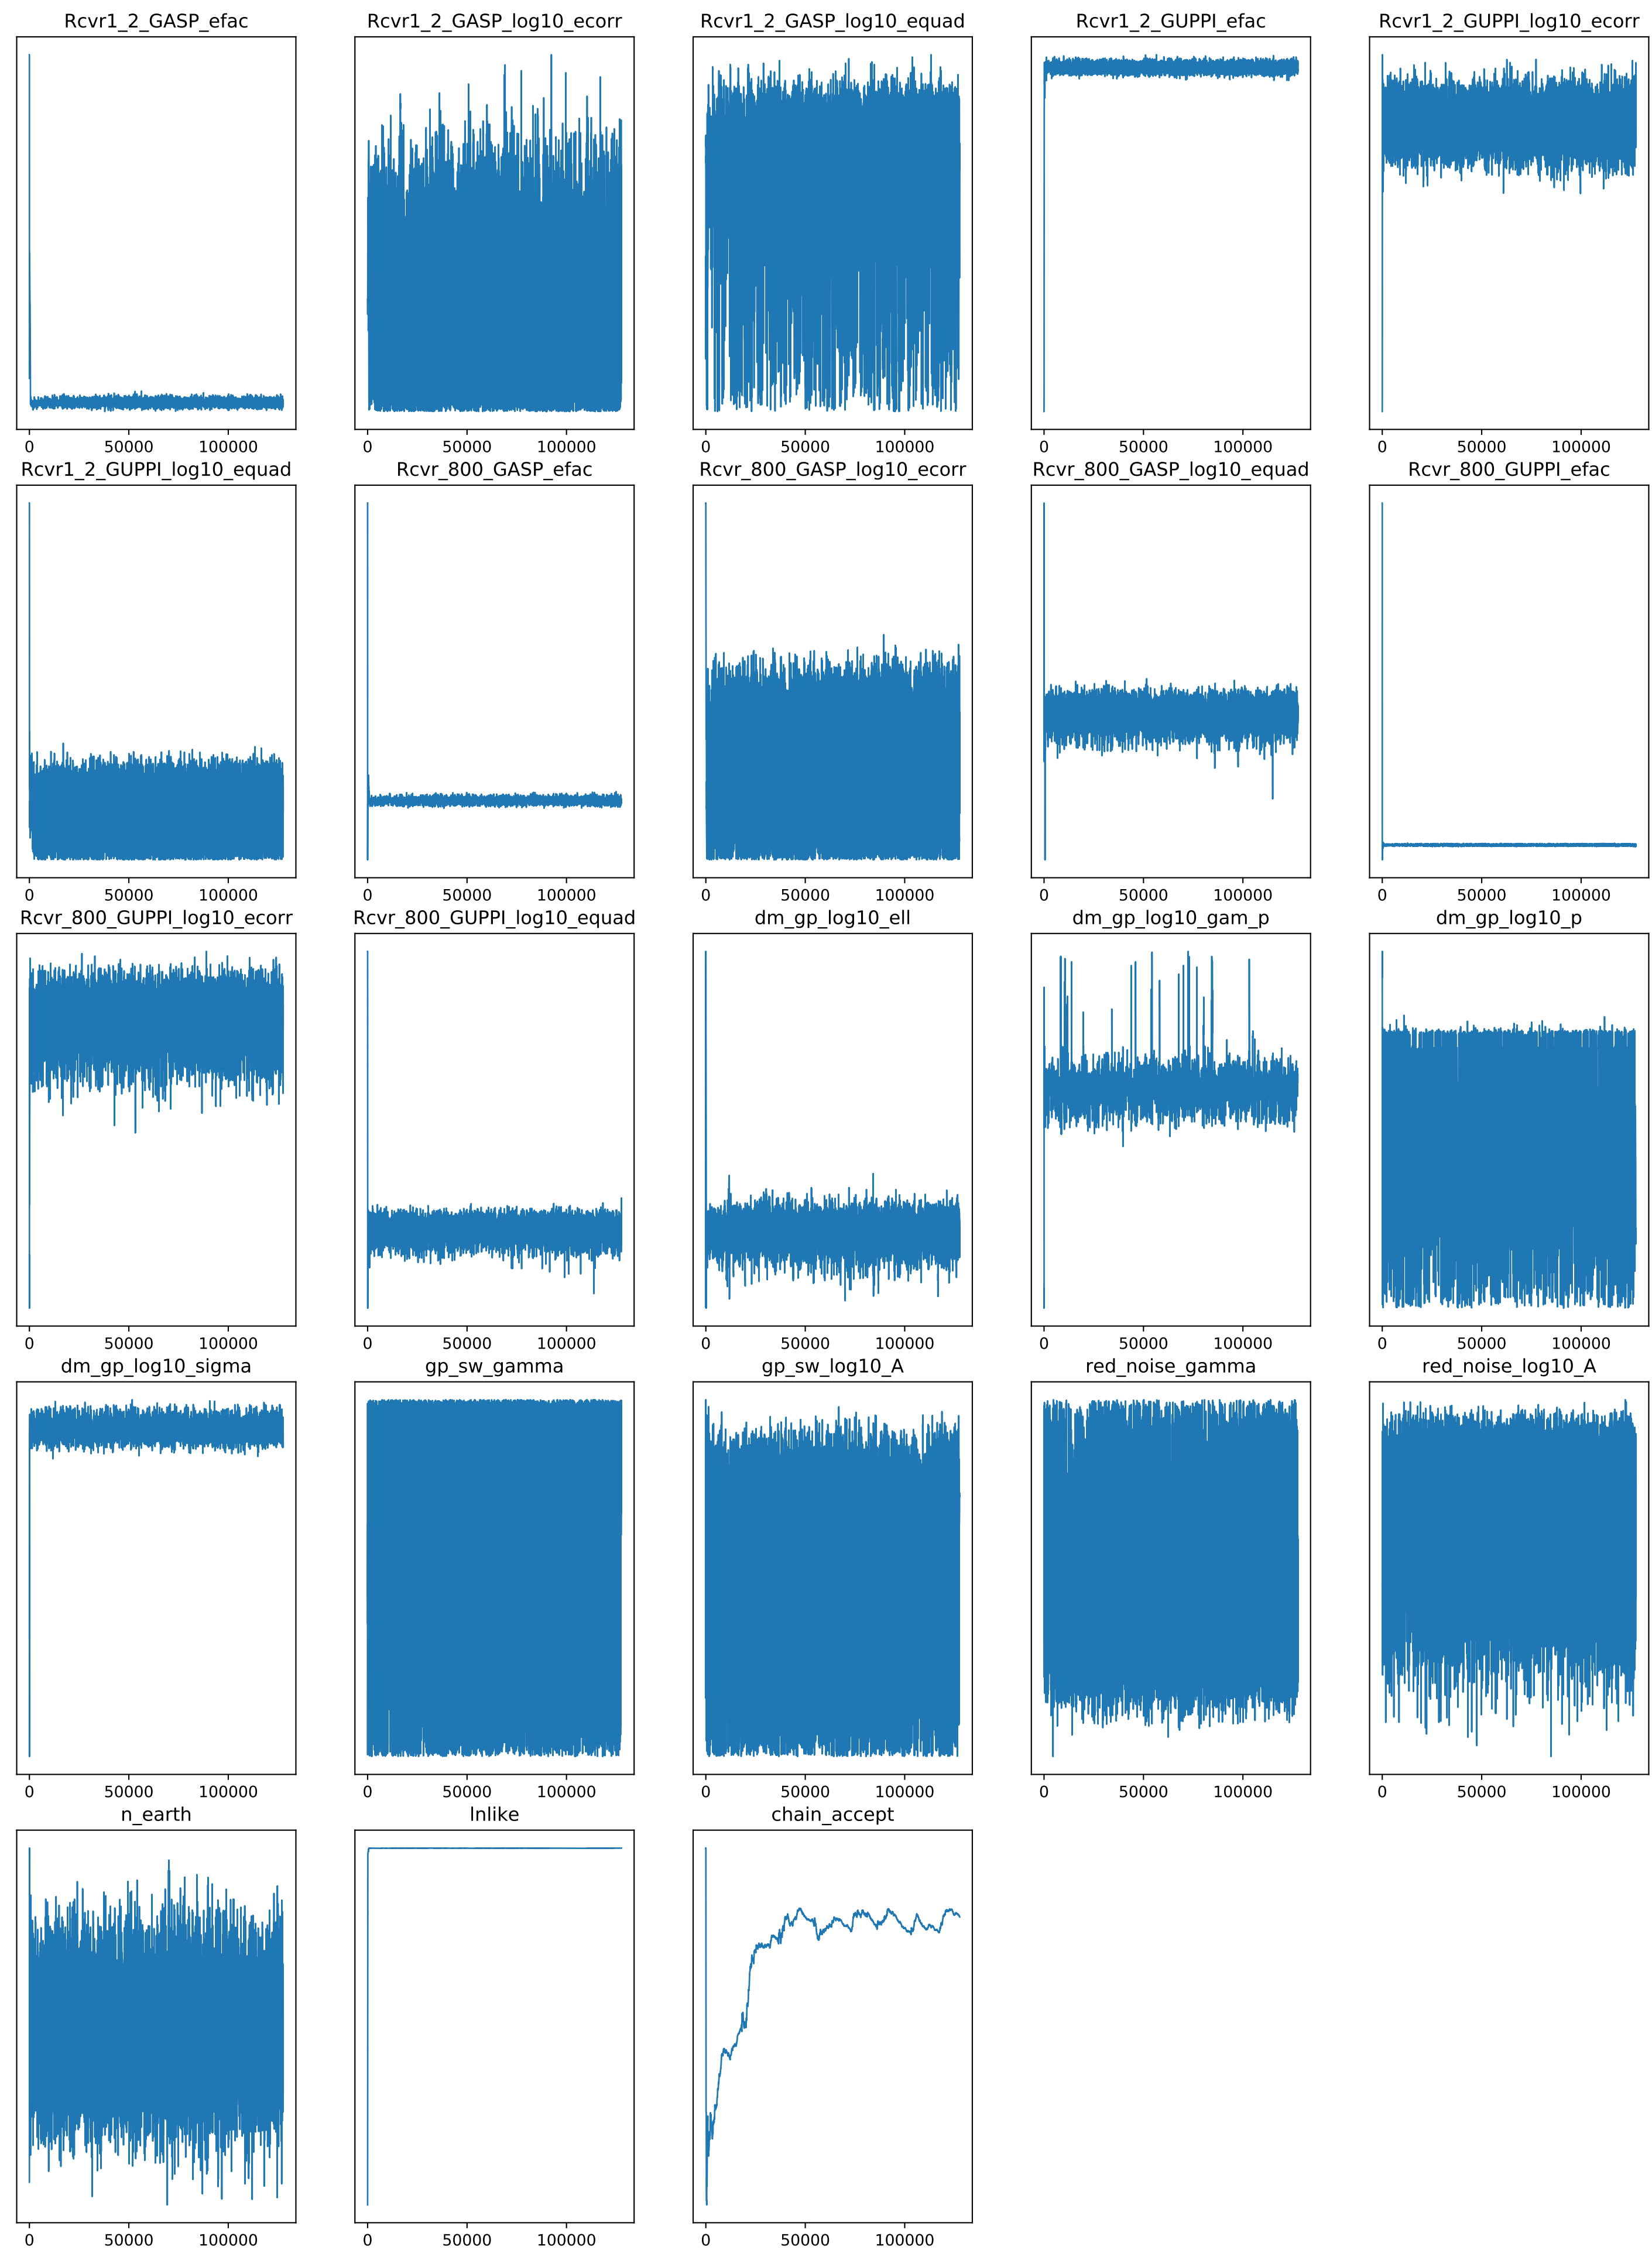 Rcvr1_2_GASP_efac Rcvr1_2_GASP_log10_ecorr Rcvr1_2_GASP_log10_equad Rcvr1_2_GUPPI_efac Rcvr1_2_GUPPI_log10_ecorr
0 50000 100000 0 50000 100000 0 50000 100000 0 50000 100000 0 50000 100000
Rcvr1_2_GUPPI_log10_equad Rcvr_800_GASP_efac Rcvr_800_GASP_log10_ecorr Rcvr_800_GASP_log10_equad Rcvr_800_GUPPI_efac
0 50000 100000 0 50000 100000 0 50000 100000 0 50000 100000 0 50000 100000
Rcvr_800_GUPPI_log10_ecorr Rcvr_800_GUPPI_log10_equad dm_gp_log10_ell dm_gp_log10_gam_p dm_gp_log10_p
0 50000 100000 0 50000 100000 0 50000 100000 0 50000 100000 0 50000 100000
dm_gp_log10_sigma gp_sw_gamma gp_sw_log10_A red_noise_gamma red_noise_log10_A
0 50000 100000 0 50000 100000 0 50000 100000 0 50000 100000 0 50000 100000
n_earth lnlike chain_accept
0 50000 100000 0 50000 100000 0 50000 100000